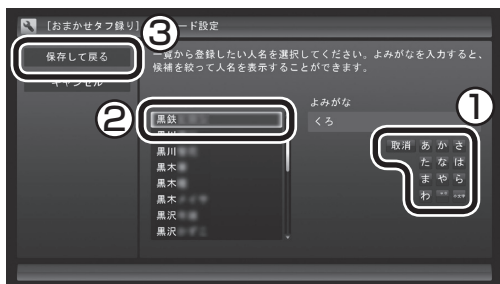 ［おまかせタフ録り］
ード設定
③
保存して戻る
キャンセル
一覧から登録したい人名を選択してください。よみがなを入力すると、
候補を絞って人名を表示することができます。
②
黒鉄
黒川
黒川
黒木
黒木
黒木
黒沢
黒沢
よみがな
くろ
①
取消 あ か さ
た な は
ま や ら
わ